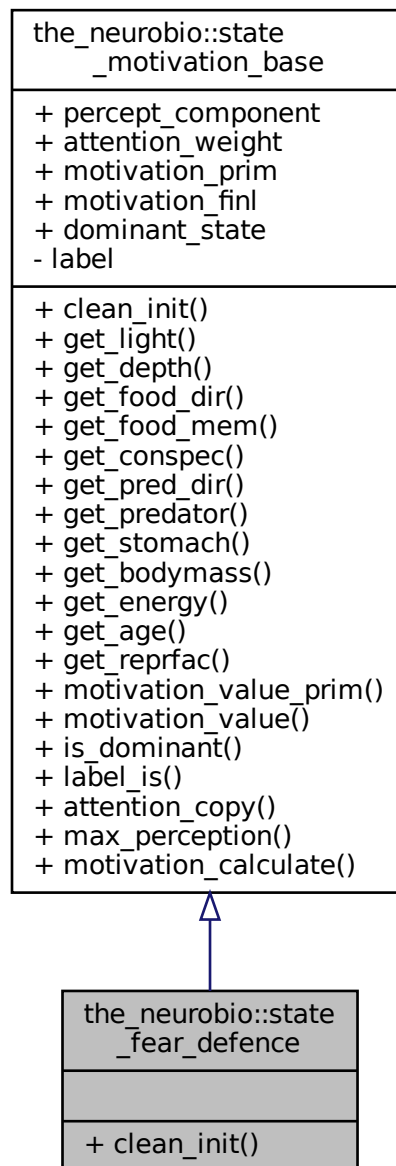 the_neurobio::state
_motivation_base
+ percept_component
+ attention_weight
+ motivation_prim
+ motivation_finl
+ dominant_state
- label
+ clean_init()
+ get_light()
+ get_depth()
+ get_food_dir()
+ get_food_mem()
+ get_conspec()
+ get_pred_dir()
+ get_predator()
+ get_stomach()
+ get_bodymass()
+ get_energy()
+ get_age()
+ get_reprfac()
+ motivation_value_prim()
+ motivation_value()
+ is_dominant()
+ label_is()
+ attention_copy()
+ max_perception()
+ motivation_calculate()
the_neurobio::state
_fear_defence
+ clean_init()